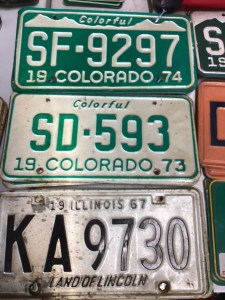 Colorful
SF-9297
19 COLORADO 74
Colorful
SD-593
19 COLORADO 73
19 ILLINOIS 67
KA 9730
LAND OF LINCOLN